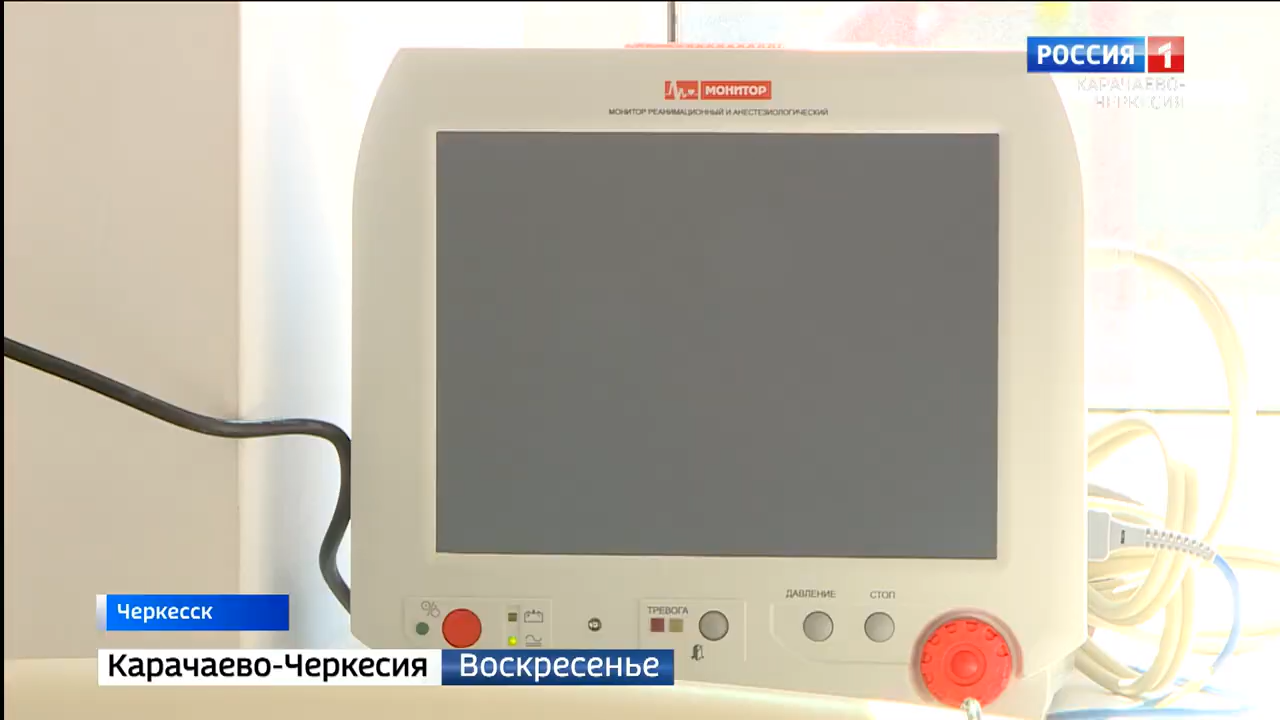 РОССИЯ 1
КАРАЧАЕВО-
ЧЕРКЕСИЯ
МОНИТОР
МОНИТОР РЕАНИМАЦИОННЫЙ И АНЕСТЕЗИОЛОГИЧЕСКИЙ
ДАВЛЕНИЕ
СТОП
ТРЕВОГА
Черкесск
Карачаево-Черкесия Воскресенье